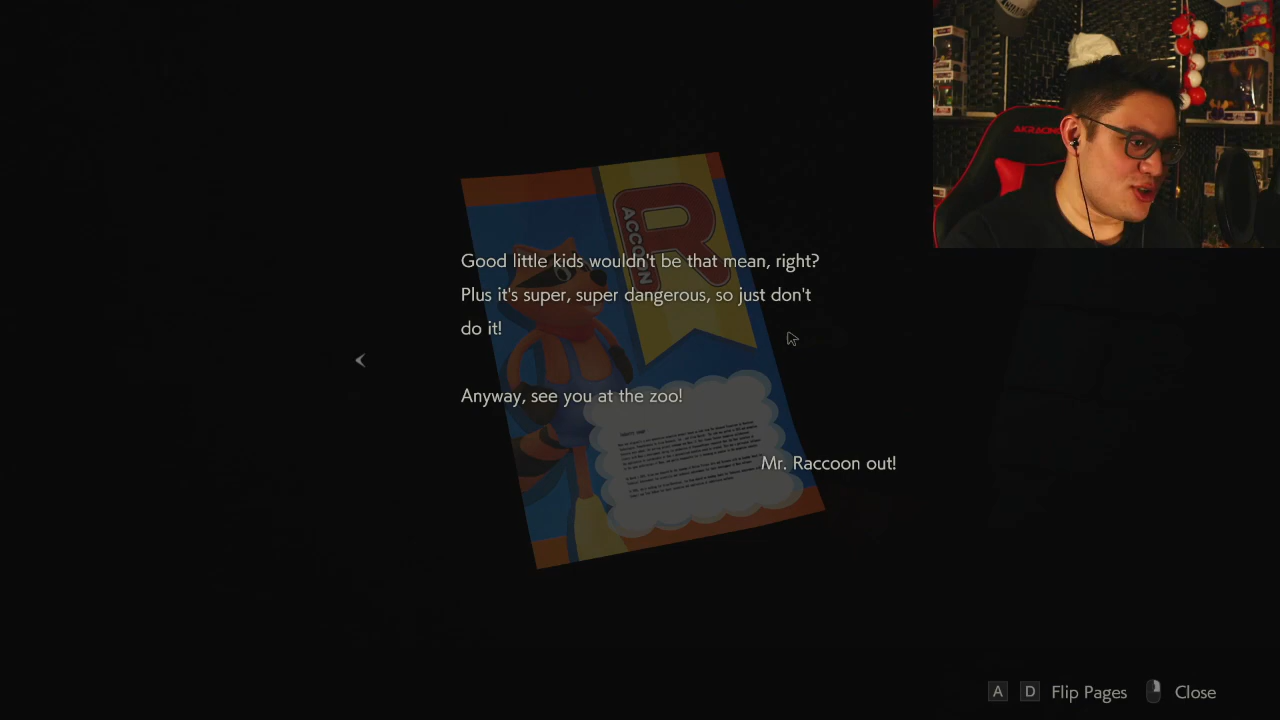 AKRACING
R
ACCOON
Good little kids wouldn't be that mean, right?
Plus it's super, super dangerous, so just don't
do it!
Anyway, see you at the zoo!
Mr. Raccoon out!
A D Flip Pages Close